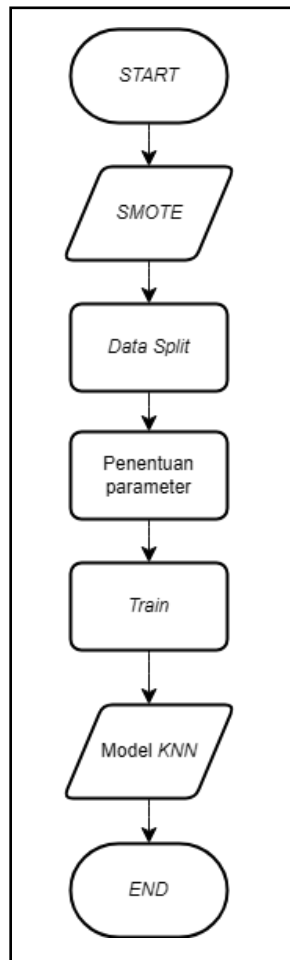 START
SMOTE
Data Split
Penentuan
parameter
Train
Model KNN
END